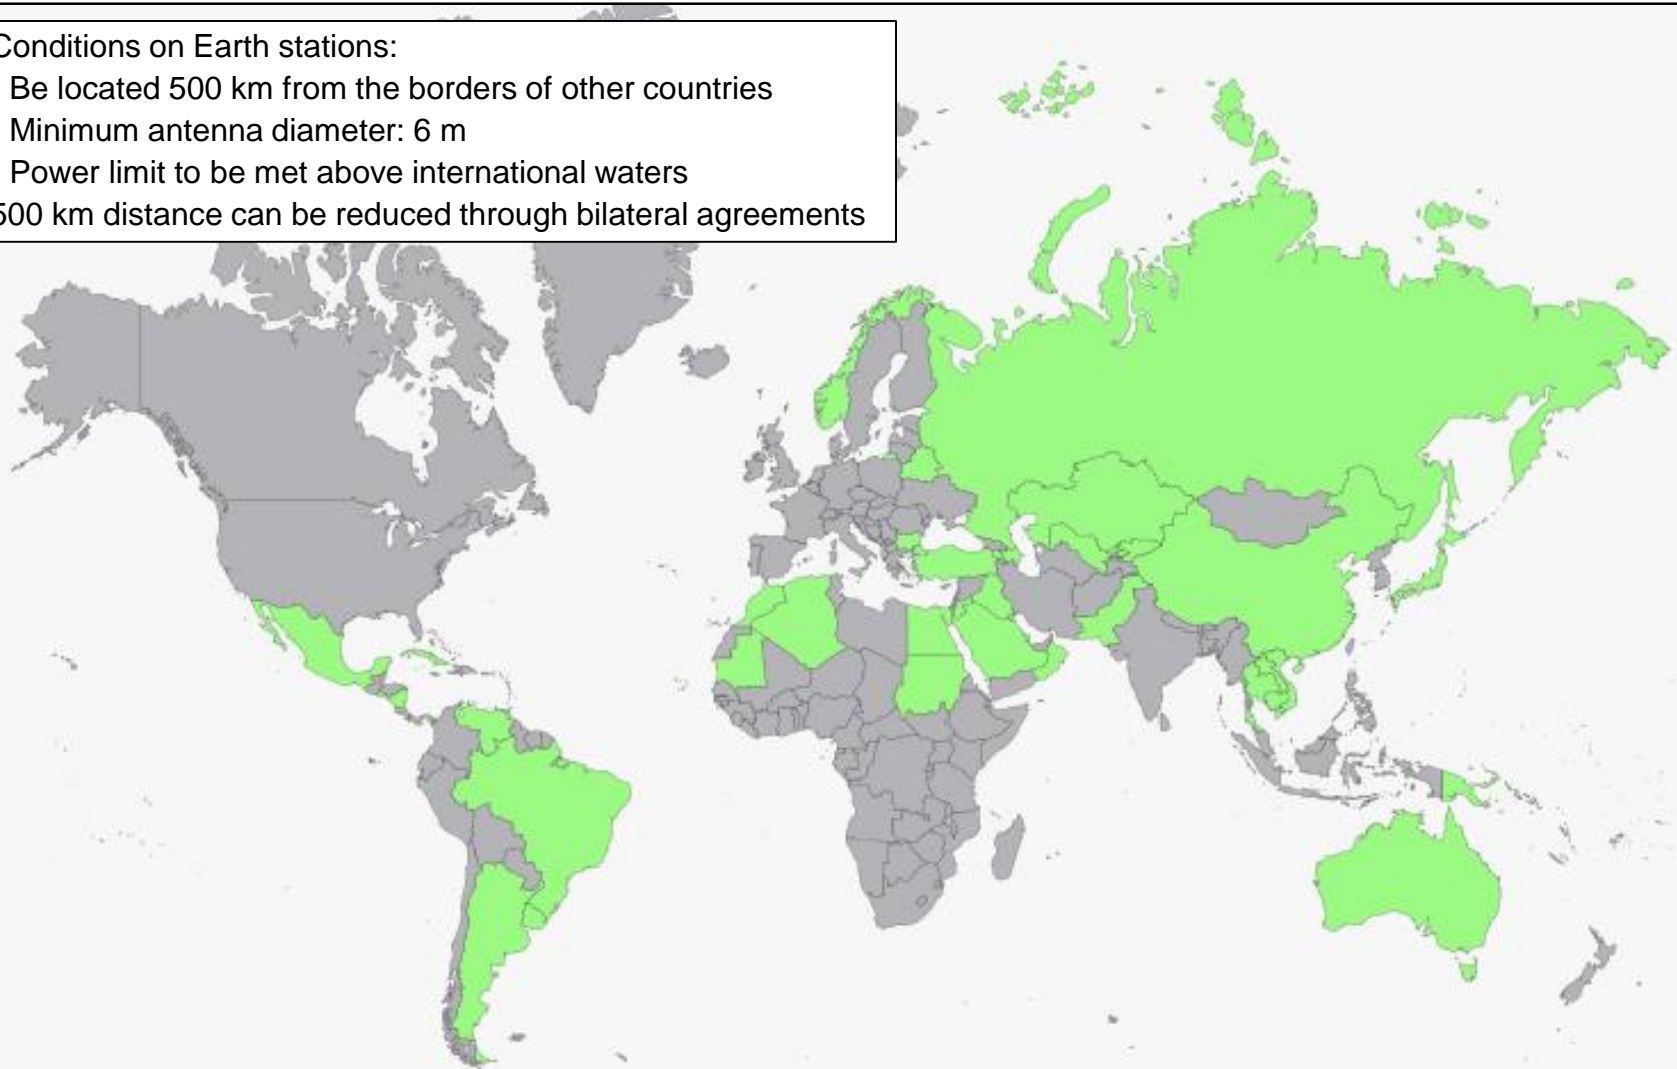 Conditions on Earth stations:
Be located 500 km from the borders of other countries
Minimum antenna diameter: 6 m
Power limit to be met above international waters
500 km distance can be reduced through bilateral agreements